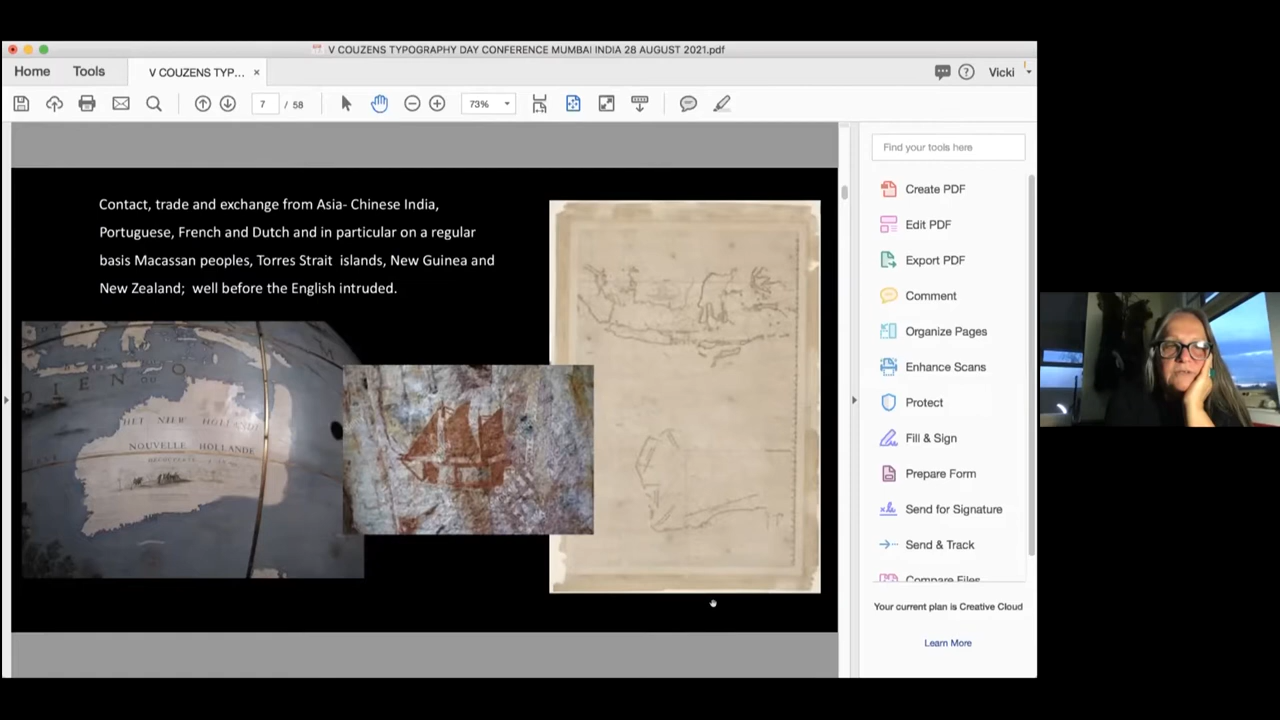 V COUZENS TYPOGRAPHY DAY CONFERENCE MUMBAI INDIA 28 AUGUST 2021.pdf
Home
Tools
V COUZENS TYP...
×
?
Vicki
7 / 58
73%
Find your tools here
Contact, trade and exchange from Asia- Chinese India,
Portuguese, French and Dutch and in particular on a regular
basis Macassan peoples, Torres Strait islands, New Guinea and
New Zealand; well before the English intruded.
HET NIEW HOLLANDT
NOUVELLE HOLLANDE
Create PDF
Edit PDF
Export PDF
Comment
Organize Pages
Enhance Scans
Protect
Fill & Sign
Prepare Form
Send for Signature
Send & Track
Compare Files
Your current plan is Creative Cloud
Learn More